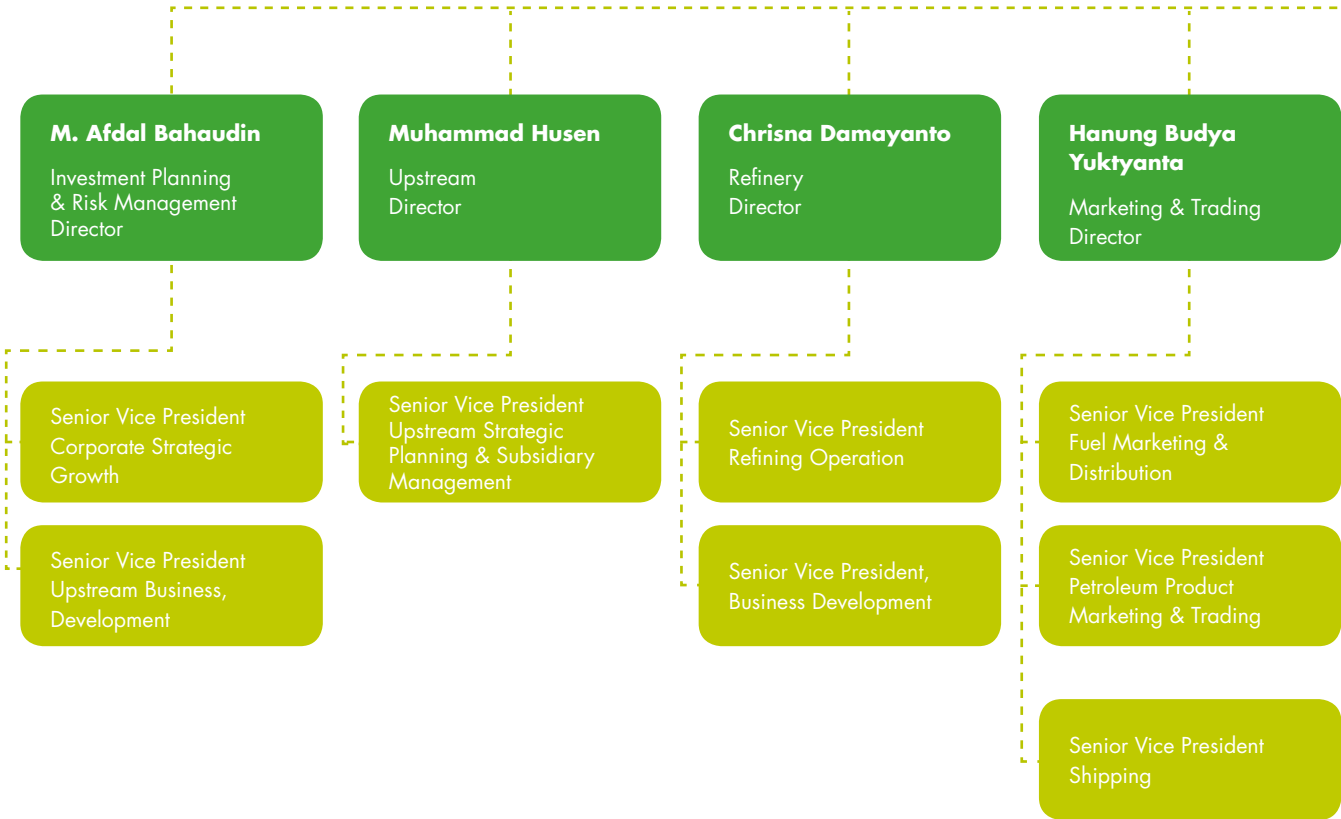 M. Afdal Bahaudin
Investment Planning
& Risk Management
Director
Muhammad Husen
Upstream
Director
Chrisna Damayanto
Refinery
Director
Hanung Budya
Yuktyanta
Marketing & Trading
Director
Senior Vice President
Corporate Strategic
Growth
Senior Vice President
Upstream Strategic
Planning & Subsidiary
Management
Senior Vice President
Refining Operation
Senior Vice President
Fuel Marketing &
Distribution
Senior Vice President
Upstream Business,
Development
Senior Vice President,
Business Development
Senior Vice President
Petroleum Product
Marketing & Trading
Senior Vice President
Shipping